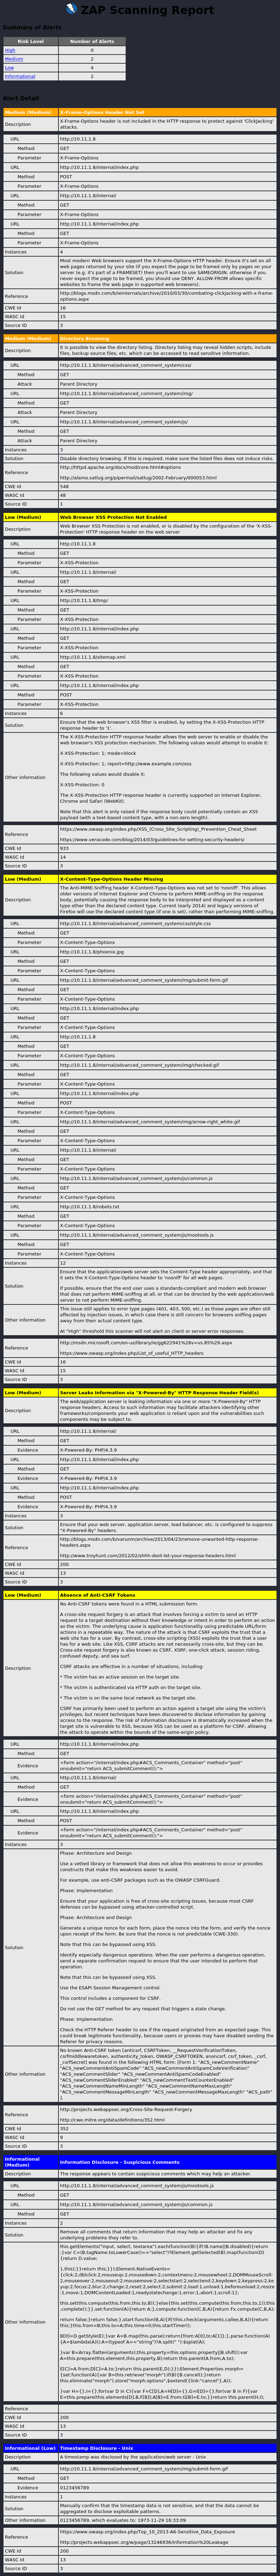 ZAP Scanning Report
Summary of Alerts
Risk Level Number of Alerts
High 0
Medium 2
Low 4
Informational 2
Alert Detail
Medium (Medium) X-Frame-Options Header Not Set
Description X-Frame-Options header is not included in the HTTP response to protect against 'ClickJacking' attacks.
URL http://10.11.1.8
Method GET
Parameter X-Frame-Options
URL http://10.11.1.8/internal/index.php
Method POST
Parameter X-Frame-Options
URL http://10.11.1.8/internal/
Method GET
Parameter X-Frame-Options
URL http://10.11.1.8/internal/index.php
Method GET
Parameter X-Frame-Options
Instances 4
Solution Most modern Web browsers support the X-Frame-Options HTTP header. Ensure it's set on all web pages returned by your site (if you expect the page to be framed only by pages on your server (e.g. it's part of a FRAMESET) then you'll want to use SAMEORIGIN, otherwise if you never expect the page to be framed, you should use DENY. ALLOW-FROM allows specific websites to frame the web page in supported web browsers).
Reference http://blogs.msdn.com/b/ieinternals/archive/2010/03/30/combating-clickjacking-with-x-frame-options.aspx
CWE Id 16
WASC Id 15
Source ID 3
Medium (Medium) Directory Browsing
Description It is possible to view the directory listing. Directory listing may reveal hidden scripts, include files, backup source files, etc. which can be accessed to read sensitive information.
URL http://10.11.1.8/internal/advanced_comment_system/css/
Method GET
Attack Parent Directory
URL http://10.11.1.8/internal/advanced_comment_system/img/
Method GET
Attack Parent Directory
URL http://10.11.1.8/internal/advanced_comment_system/js/
Method GET
Attack Parent Directory
Instances 3
Solution Disable directory browsing. If this is required, make sure the listed files does not induce risks.
Reference http://httpd.apache.org/docs/mod/core.html#options
http://alamo.satlug.org/pipermail/satlug/2002-February/000053.html
CWE Id 548
WASC Id 48
Source ID 1
Low (Medium) Web Browser XSS Protection Not Enabled
Description Web Browser XSS Protection is not enabled, or is disabled by the configuration of the 'X-XSS-Protection' HTTP response header on the web server
URL http://10.11.1.8
Method GET
Parameter X-XSS-Protection
URL http://10.11.1.8/internal/
Method GET
Parameter X-XSS-Protection
URL http://10.11.1.8/tmp/
Method GET
Parameter X-XSS-Protection
URL http://10.11.1.8/internal/index.php
Method GET
Parameter X-XSS-Protection
URL http://10.11.1.8/sitemap.xml
Method GET
Parameter X-XSS-Protection
URL http://10.11.1.8/internal/index.php
Method POST
Parameter X-XSS-Protection
Instances 6
Solution Ensure that the web browser's XSS filter is enabled, by setting the X-XSS-Protection HTTP response header to '1'.
Other information The X-XSS-Protection HTTP response header allows the web server to enable or disable the web browser's XSS protection mechanism. The following values would attempt to enable it:
X-XSS-Protection: 1; mode=block
X-XSS-Protection: 1; report=http://www.example.com/xss
The following values would disable it:
X-XSS-Protection: 0
The X-XSS-Protection HTTP response header is currently supported on Internet Explorer, Chrome and Safari (WebKit).
Note that this alert is only raised if the response body could potentially contain an XSS payload (with a text-based content type, with a non-zero length).
Reference https://www.owasp.org/index.php/XSS_(Cross_Site_Scripting)_Prevention_Cheat_Sheet
https://www.veracode.com/blog/2014/03/guidelines-for-setting-security-headers/
CWE Id 933
WASC Id 14
Source ID 3
Low (Medium) X-Content-Type-Options Header Missing
Description The Anti-MIME-Sniffing header X-Content-Type-Options was not set to 'nosniff'. This allows older versions of Internet Explorer and Chrome to perform MIME-sniffing on the response body, potentially causing the response body to be interpreted and displayed as a content type other than the declared content type. Current (early 2014) and legacy versions of Firefox will use the declared content type (if one is set), rather than performing MIME-sniffing.
URL http://10.11.1.8/internal/advanced_comment_system/css/style.css
Method GET
Parameter X-Content-Type-Options
URL http://10.11.1.8/phoenix.jpg
Method GET
Parameter X-Content-Type-Options
URL http://10.11.1.8/internal/advanced_comment_system/img/submit-form.gif
Method GET
Parameter X-Content-Type-Options
URL http://10.11.1.8/internal/index.php
Method GET
Parameter X-Content-Type-Options
URL http://10.11.1.8
Method GET
Parameter X-Content-Type-Options
URL http://10.11.1.8/internal/advanced_comment_system/img/checked.gif
Method GET
Parameter X-Content-Type-Options
URL http://10.11.1.8/internal/index.php
Method POST
Parameter X-Content-Type-Options
URL http://10.11.1.8/internal/advanced_comment_system/img/arrow-right_white.gif
Method GET
Parameter X-Content-Type-Options
URL http://10.11.1.8/internal/
Method GET
Parameter X-Content-Type-Options
URL http://10.11.1.8/internal/advanced_comment_system/js/common.js
Method GET
Parameter X-Content-Type-Options
URL http://10.11.1.8/robots.txt
Method GET
Parameter X-Content-Type-Options
URL http://10.11.1.8/internal/advanced_comment_system/js/mootools.js
Method GET
Parameter X-Content-Type-Options
Instances 12
Solution Ensure that the application/web server sets the Content-Type header appropriately, and that it sets the X-Content-Type-Options header to 'nosniff' for all web pages.
If possible, ensure that the end user uses a standards-compliant and modern web browser that does not perform MIME-sniffing at all, or that can be directed by the web application/web server to not perform MIME-sniffing.
Other information This issue still applies to error type pages (401, 403, 500, etc.) as those pages are often still affected by injection issues, in which case there is still concern for browsers sniffing pages away from their actual content type.
At "High" threshold this scanner will not alert on client or server error responses.
Reference http://msdn.microsoft.com/en-us/library/ie/gg622941%28v=vs.85%29.aspx
https://www.owasp.org/index.php/List_of_useful_HTTP_headers
CWE Id 16
WASC Id 15
Source ID 3
Low (Medium) Server Leaks Information via "X-Powered-By" HTTP Response Header Field(s)
Description The web/application server is leaking information via one or more "X-Powered-By" HTTP response headers. Access to such information may facilitate attackers identifying other frameworks/components your web application is reliant upon and the vulnerabilities such components may be subject to.
URL http://10.11.1.8/internal/
Method GET
Evidence X-Powered-By: PHP/4.3.9
URL http://10.11.1.8/internal/index.php
Method GET
Evidence X-Powered-By: PHP/4.3.9
URL http://10.11.1.8/internal/index.php
Method POST
Evidence X-Powered-By: PHP/4.3.9
Instances 3
Solution Ensure that your web server, application server, load balancer, etc. is configured to suppress "X-Powered-By" headers.
Reference http://blogs.msdn.com/b/varunm/archive/2013/04/23/remove-unwanted-http-response-headers.aspx
http://www.troyhunt.com/2012/02/shhh-dont-let-your-response-headers.html
CWE Id 200
WASC Id 13
Source ID 3
Low (Medium) Absence of Anti-CSRF Tokens
Description No Anti-CSRF tokens were found in a HTML submission form.
A cross-site request forgery is an attack that involves forcing a victim to send an HTTP request to a target destination without their knowledge or intent in order to perform an action as the victim. The underlying cause is application functionality using predictable URL/form actions in a repeatable way. The nature of the attack is that CSRF exploits the trust that a web site has for a user. By contrast, cross-site scripting (XSS) exploits the trust that a user has for a web site. Like XSS, CSRF attacks are not necessarily cross-site, but they can be. Cross-site request forgery is also known as CSRF, XSRF, one-click attack, session riding, confused deputy, and sea surf.
CSRF attacks are effective in a number of situations, including:
* The victim has an active session on the target site.
* The victim is authenticated via HTTP auth on the target site.
* The victim is on the same local network as the target site.
CSRF has primarily been used to perform an action against a target site using the victim's privileges, but recent techniques have been discovered to disclose information by gaining access to the response. The risk of information disclosure is dramatically increased when the target site is vulnerable to XSS, because XSS can be used as a platform for CSRF, allowing the attack to operate within the bounds of the same-origin policy.
URL http://10.11.1.8/internal/index.php
Method GET
Evidence <form action="/internal/index.php#ACS_Comments_Container" method="post" onsubmit="return ACS_submitComment();">
URL http://10.11.1.8/internal/
Method GET
Evidence <form action="/internal/index.php#ACS_Comments_Container" method="post" onsubmit="return ACS_submitComment();">
URL http://10.11.1.8/internal/index.php
Method POST
Evidence <form action="/internal/index.php#ACS_Comments_Container" method="post" onsubmit="return ACS_submitComment();">
Instances 3
Solution Phase: Architecture and Design
Use a vetted library or framework that does not allow this weakness to occur or provides constructs that make this weakness easier to avoid.
For example, use anti-CSRF packages such as the OWASP CSRFGuard.
Phase: Implementation
Ensure that your application is free of cross-site scripting issues, because most CSRF defenses can be bypassed using attacker-controlled script.
Phase: Architecture and Design
Generate a unique nonce for each form, place the nonce into the form, and verify the nonce upon receipt of the form. Be sure that the nonce is not predictable (CWE-330).
Note that this can be bypassed using XSS.
Identify especially dangerous operations. When the user performs a dangerous operation, send a separate confirmation request to ensure that the user intended to perform that operation.
Note that this can be bypassed using XSS.
Use the ESAPI Session Management control.
This control includes a component for CSRF.
Do not use the GET method for any request that triggers a state change.
Phase: Implementation
Check the HTTP Referer header to see if the request originated from an expected page. This could break legitimate functionality, because users or proxies may have disabled sending the Referer for privacy reasons.
Other information No known Anti-CSRF token [anticsrf, CSRFToken, __RequestVerificationToken, csrfmiddlewaretoken, authenticity_token, OWASP_CSRFTOKEN, anoncsrf, csrf_token, _csrf, _csrfSecret] was found in the following HTML form: [Form 1: "ACS_newCommentName" "ACS_newCommentAntiSpamCode" "ACS_newCommentAntiSpamCodeVerification" "ACS_newCommentSlider" "ACS_newCommentAntiSpamCodeEnabled" "ACS_newCommentSliderEnabled" "ACS_newCommentTextCounterEnabled" "ACS_newCommentNameMinLength" "ACS_newCommentNameMaxLength" "ACS_newCommentMessageMinLength" "ACS_newCommentMessageMaxLength" "ACS_path" ].
Reference http://projects.webappsec.org/Cross-Site-Request-Forgery
http://cwe.mitre.org/data/definitions/352.html
CWE Id 352
WASC Id 9
Source ID 3
Informational (Medium) Information Disclosure - Suspicious Comments
Description The response appears to contain suspicious comments which may help an attacker.
URL http://10.11.1.8/internal/advanced_comment_system/js/mootools.js
Method GET
URL http://10.11.1.8/internal/advanced_comment_system/js/common.js
Method GET
Instances 2
Solution Remove all comments that return information that may help an attacker and fix any underlying problems they refer to.
Other information
Reference
CWE Id 200
WASC Id 13
Source ID 3
Informational (Low) Timestamp Disclosure - Unix
Description A timestamp was disclosed by the application/web server - Unix
URL http://10.11.1.8/internal/advanced_comment_system/img/submit-form.gif
Method GET
Evidence 0123456789
Instances 1
Solution Manually confirm that the timestamp data is not sensitive, and that the data cannot be aggregated to disclose exploitable patterns.
Other information 0123456789, which evaluates to: 1973-11-29 16:33:09
Reference https://www.owasp.org/index.php/Top_10_2013-A6-Sensitive_Data_Exposure
http://projects.webappsec.org/w/page/13246936/Information%20Leakage
CWE Id 200
WASC Id 13
Source ID 3